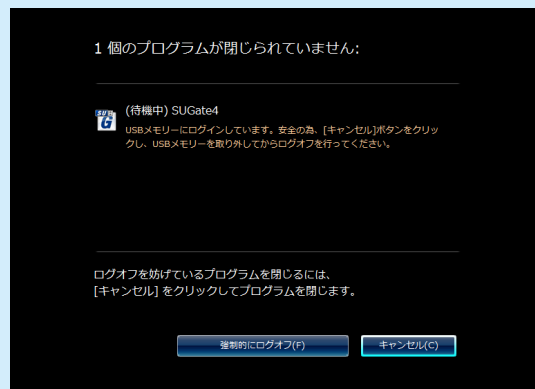 1 個のプログラムが閉じられていません:
SUB
G
(待機中) SUGate4
USBメモリーにログインしています。安全の為、[キャンセル]ボタンをクリッ
クし、USBメモリーを取り外してからログオフを行ってください。
ログオフを妨げているプログラムを閉じるには、
[キャンセル] をクリックしてプログラムを閉じます。
強制的にログオフ(F)
キャンセル(C)